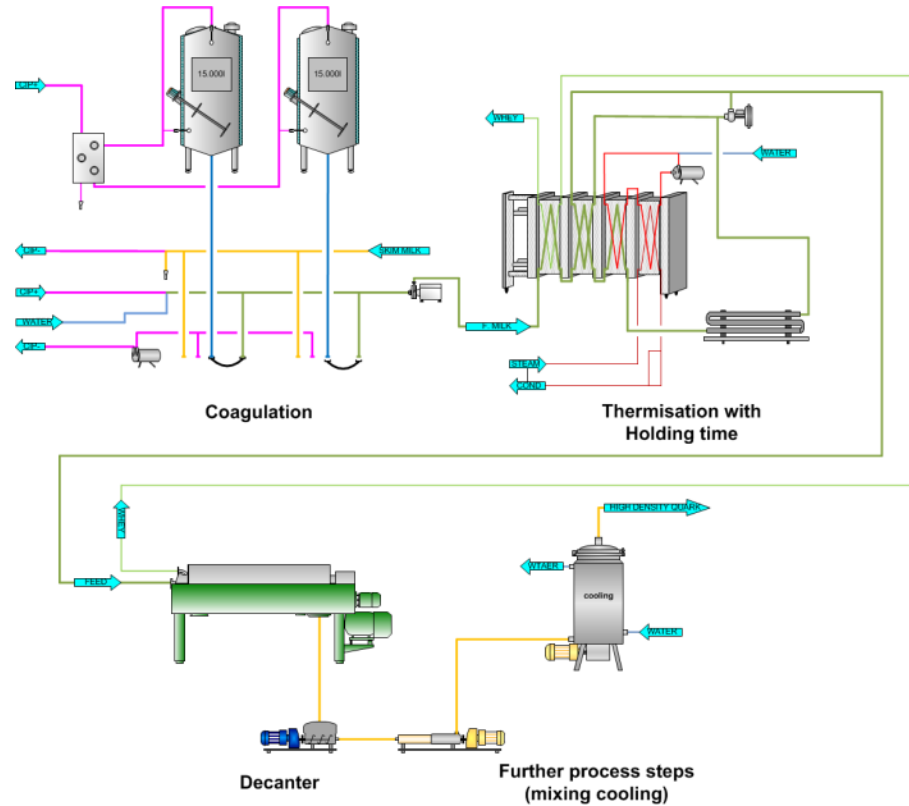 15.000l
15.000l
CIP+
WHEY
WATER
CIP-
SKIM MILK
CIP+
WATER
CIP-
F. MILK
STEAM
COND
Coagulation
Thermisation with
Holding time
WHEY
HIGH DENSITY QUARK
WTAER
FEED
cooling
WATER
Decanter
Further process steps
(mixing cooling)